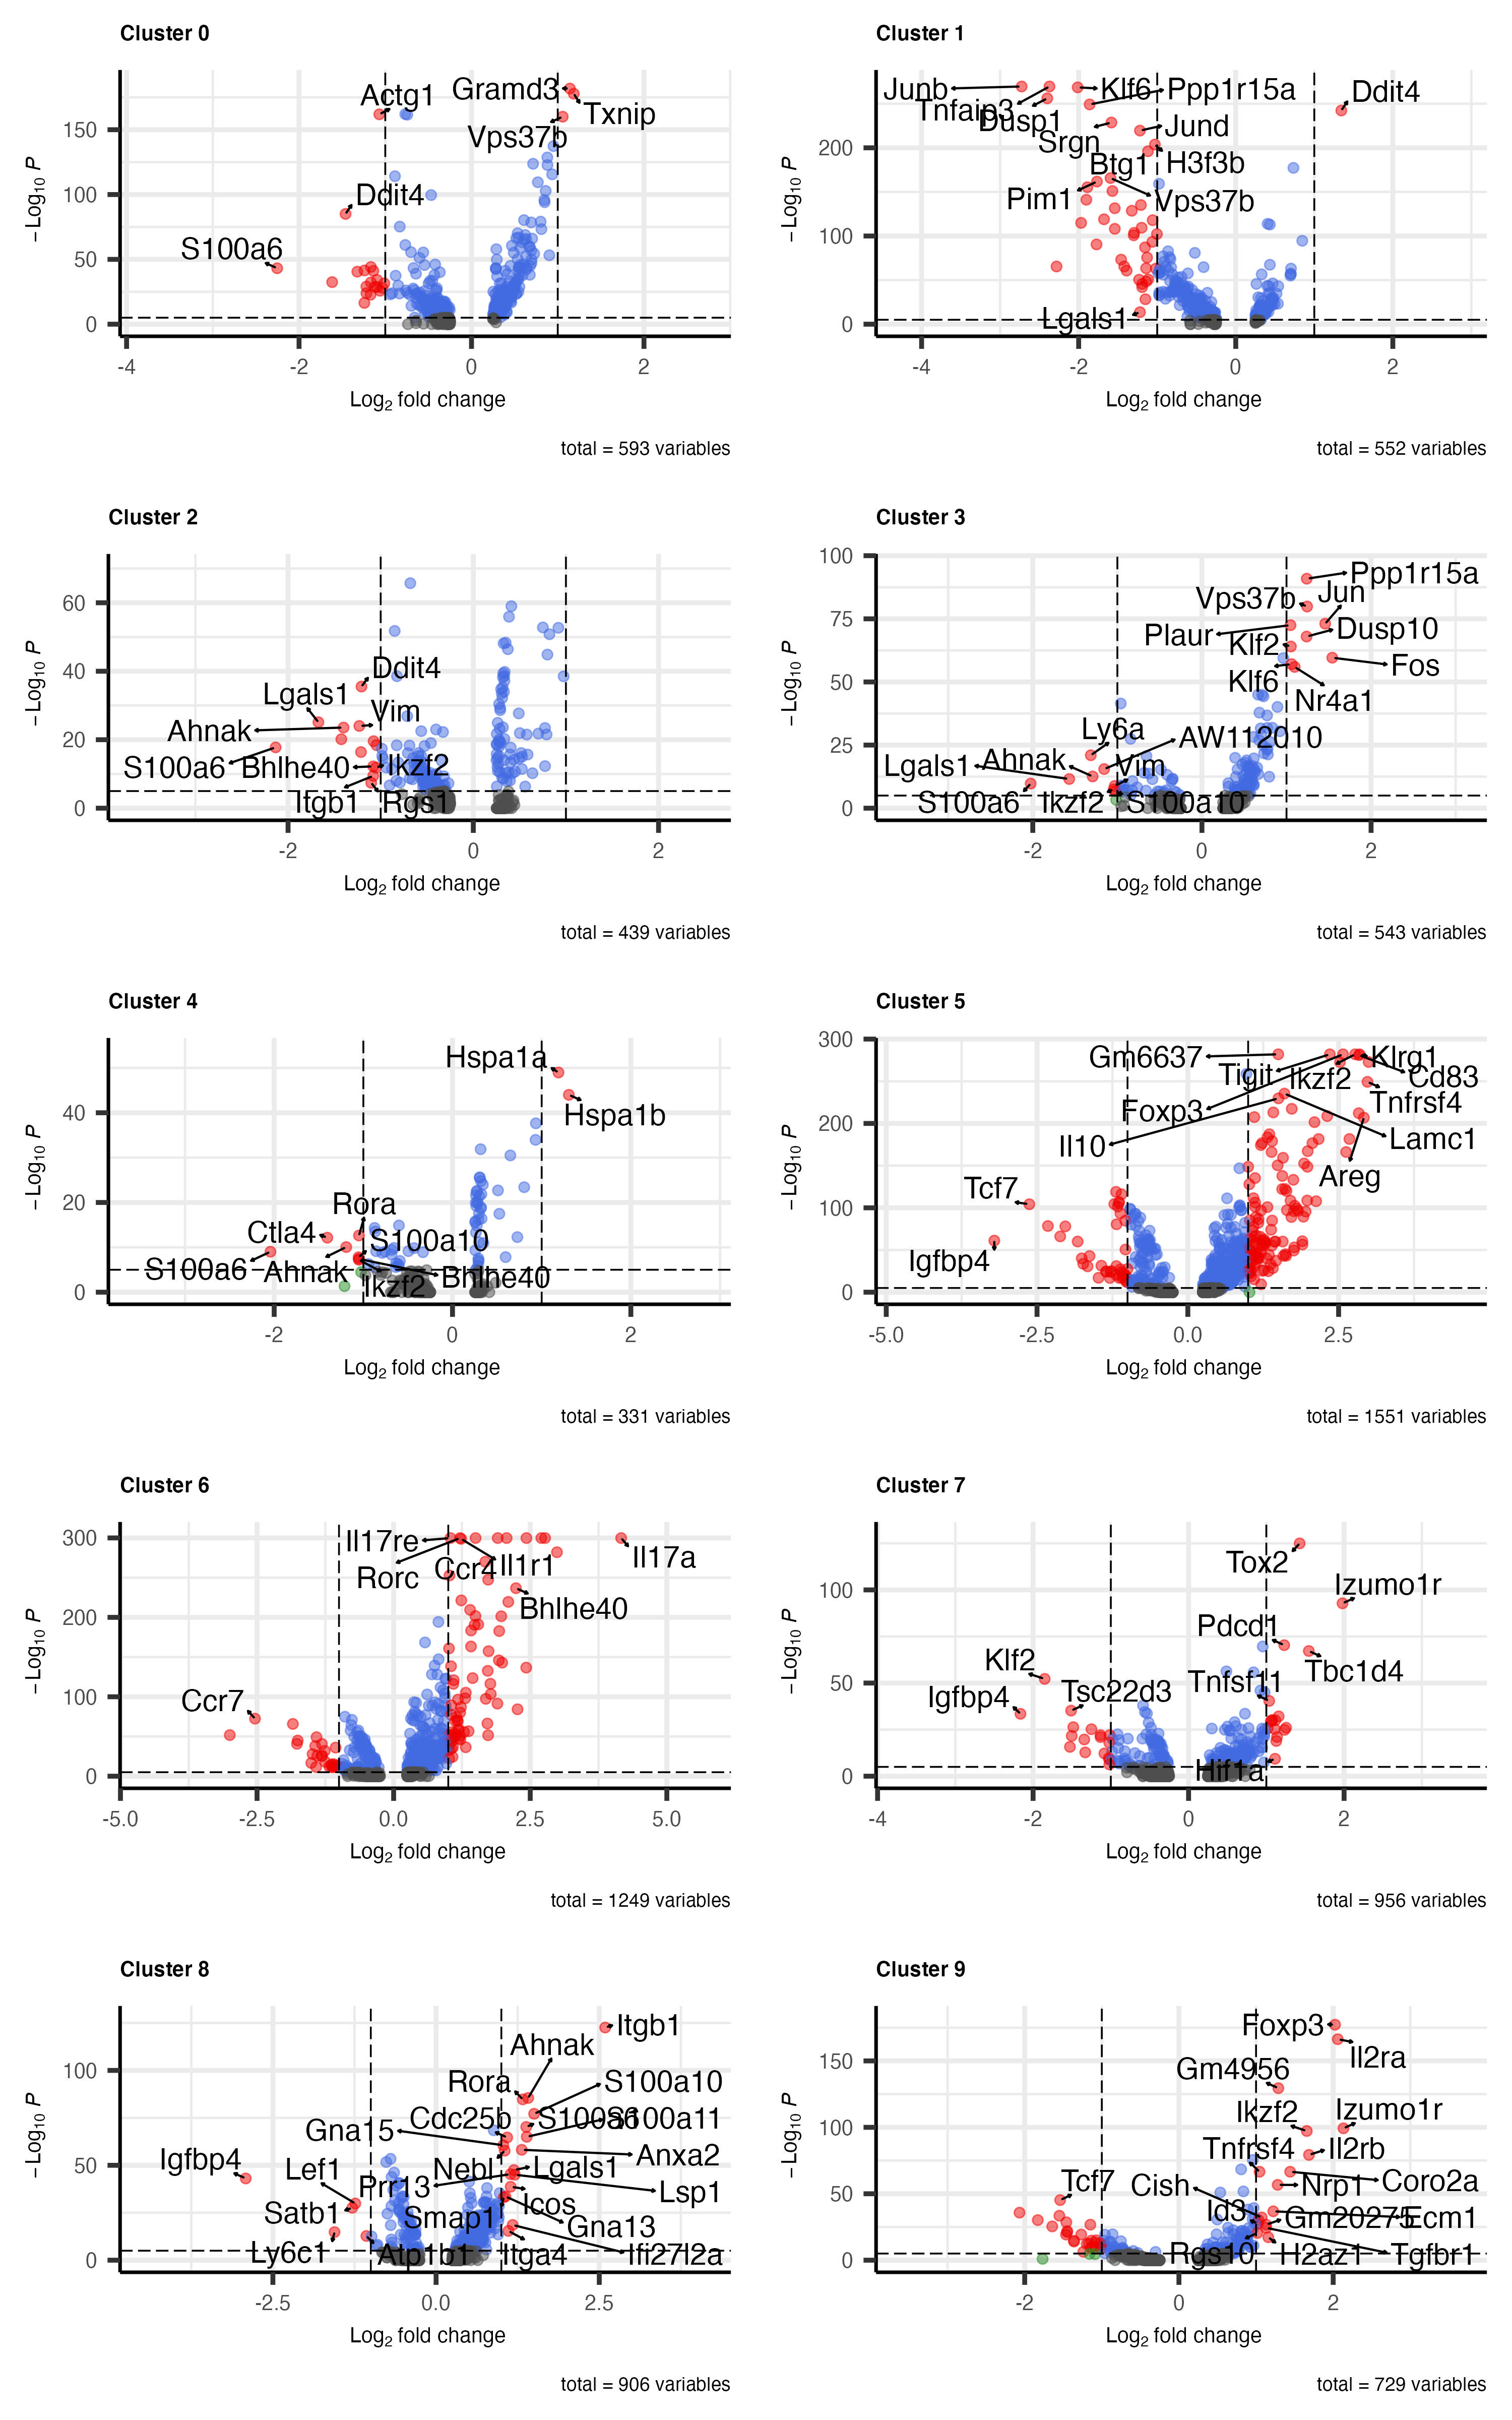 Cluster 0
Actg1
Gramd3
Txnip
Vps37b
Ddit4
S100a6
150
100
50
0
-4
-2
0
2
−Log10 P
Log2 fold change
total = 593 variables
Cluster 1
Junb
Tnfaip3
Dusp1
Klf6
Ppp1r15a
Ddit4
Srgn
Jund
Btg1
H3f3b
Pim1
Vps37b
Lgals1
200
100
0
-4
-2
0
2
−Log10 P
Log2 fold change
total = 552 variables
Cluster 2
Ddit4
Lgals1
Vim
Ahnak
S100a6
Bhlhe40
Ikzf2
Itgb1
Rgs1
60
40
20
0
-2
0
2
−Log10 P
Log2 fold change
total = 439 variables
Cluster 3
Ppp1r15a
Vps37b
Jun
Plaur
Klf2
Dusp10
Fos
Klf6
Nr4a1
Ly6a
AW112010
Lgals1
Ahnak
Vim
S100a6
Ikzf2
S100a10
100
75
50
25
0
-2
0
2
−Log10 P
Log2 fold change
total = 543 variables
Cluster 4
Hspa1a
Hspa1b
Rora
Ctla4
S100a10
S100a6
Ahnak
Ikzf2
Bhlhe40
40
20
0
-2
0
2
−Log10 P
Log2 fold change
total = 331 variables
Cluster 5
Gm6637
Klrg1
Tigit
Ikzf2
Cd83
Foxp3
Tnfrsf4
Il10
Lamc1
Areg
Tcf7
Igfbp4
300
200
100
0
-5.0
-2.5
0.0
2.5
−Log10 P
Log2 fold change
total = 1551 variables
Cluster 6
Il17re
Rorc
Ccr4
Il1r1
Il17a
Bhlhe40
Ccr7
300
200
100
0
-5.0
-2.5
0.0
2.5
5.0
−Log10 P
Log2 fold change
total = 1249 variables
Cluster 7
Tox2
Izumo1r
Pdcd1
Klf2
Tbc1d4
Igfbp4
Tsc22d3
Tnfsf11
Hif1a
100
50
0
-4
-2
0
2
−Log10 P
Log2 fold change
total = 956 variables
Cluster 8
Itgb1
Ahnak
Rora
S100a10
Cdc25b
S100a6
S100a11
Gna15
Anxa2
Igfbp4
Lef1
Nebl
Lgals1
Prr13
Lsp1
Satb1
Smap1
Icos
Gna13
Ly6c1
Atp1b1
Itga4
Ifi27l2a
100
50
0
-2.5
0.0
2.5
−Log10 P
Log2 fold change
total = 906 variables
Cluster 9
Foxp3
Il2ra
Gm4956
Ikzf2
Izumo1r
Tnfrsf4
Il2rb
Tcf7
Cish
Nrp1
Coro2a
Id3
Gm20275
Ecm1
Rgs10
H2az1
Tgfbr1
150
100
50
0
-2
0
2
−Log10 P
Log2 fold change
total = 729 variables